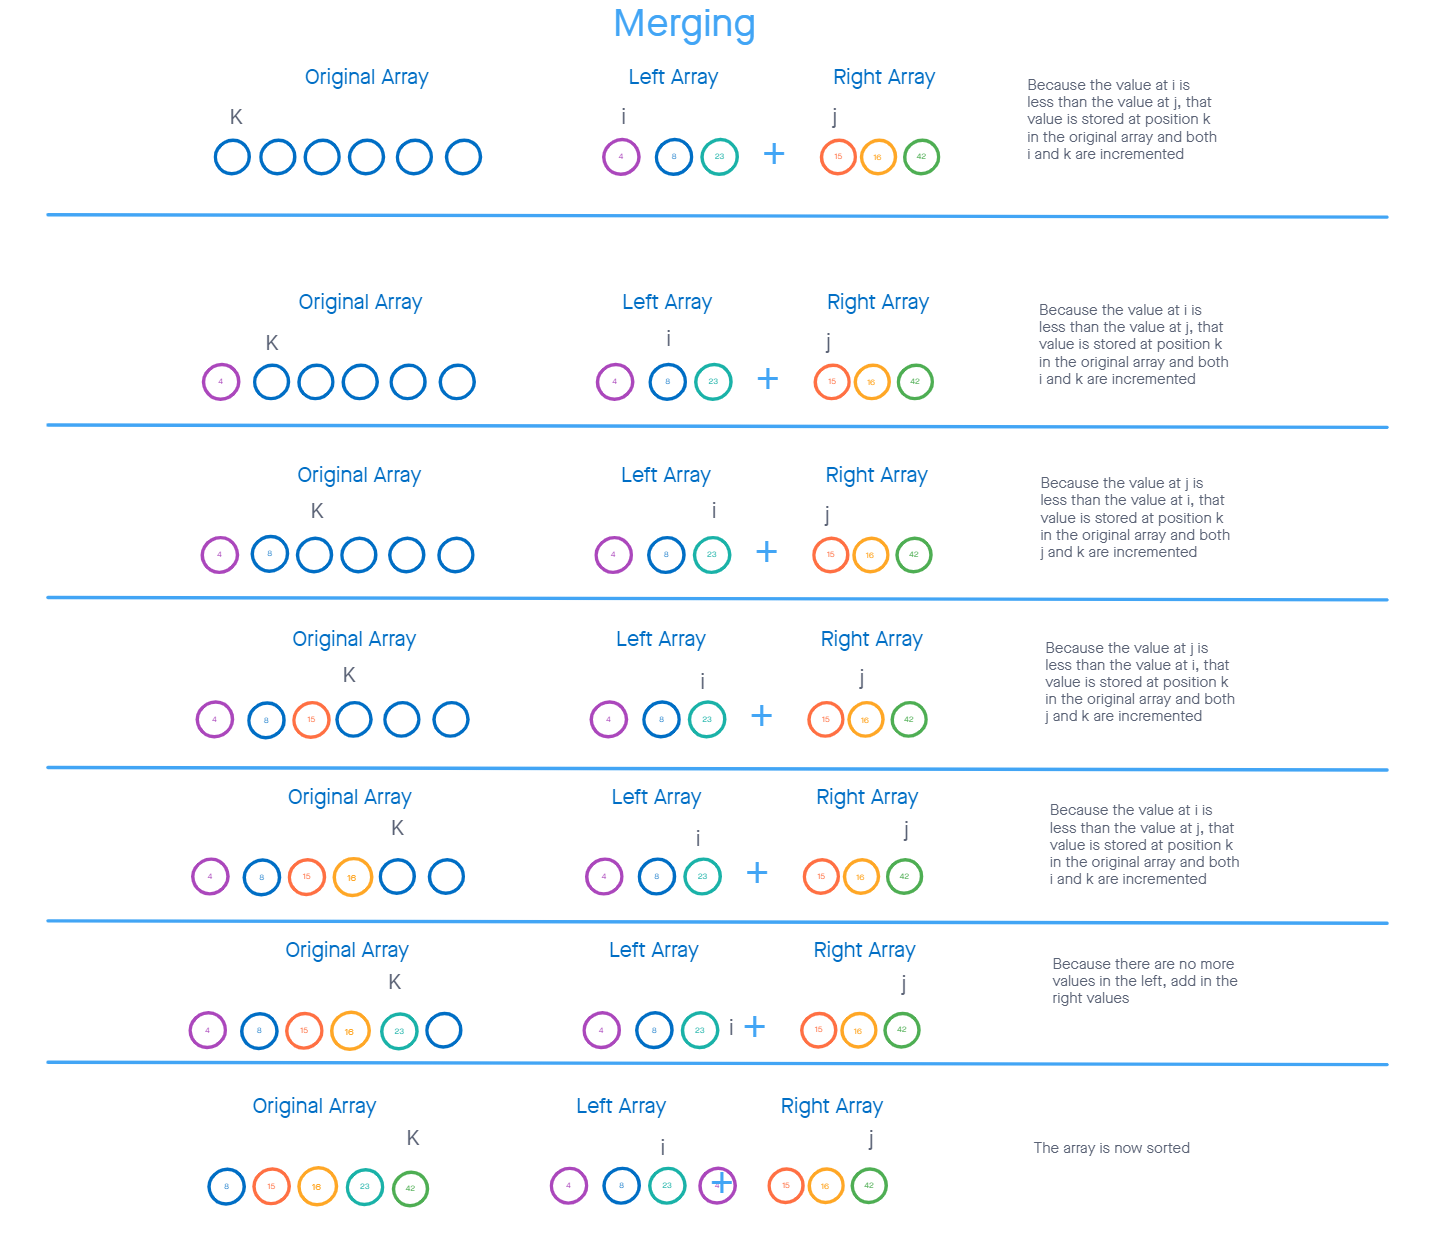 Merging
Original Array Left Array Right Array
K i j
4 8 23 + 15 16 42
Because the value at i is
less than the value at j, that
value is stored at position k
in the original array and both
i and k are incremented
Original Array Left Array Right Array
K i j
4 4 8 23 + 15 16 42
Because the value at i is
less than the value at j, that
value is stored at position k
in the original array and both
i and k are incremented
Original Array Left Array Right Array
K i j
4 8 4 8 23 + 15 16 42
Because the value at j is
less than the value at i, that
value is stored at position k
in the original array and both
j and k are incremented
Original Array Left Array Right Array
K i j
4 8 15 4 8 23 + 15 16 42
Because the value at j is
less than the value at i, that
value is stored at position k
in the original array and both
j and k are incremented
Original Array Left Array Right Array
K i j
4 8 15 16 4 8 23 + 15 16 42
Because the value at i is
less than the value at j, that
value is stored at position k
in the original array and both
i and k are incremented
Original Array Left Array Right Array
K j
4 8 15 16 23 4 8 23 i + 15 16 42
Because there are no more
values in the left, add in the
right values
Original Array Left Array Right Array
K i j
8 15 16 23 42 4 8 23 4 + 15 16 42
The array is now sorted